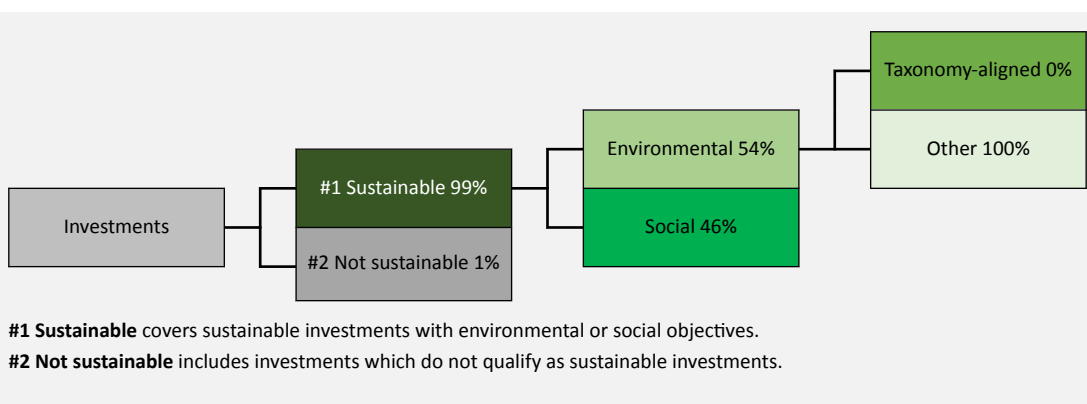 Taxonomy-aligned 0%
Environmental 54%
Other 100%
#1 Sustainable 99%
Investments
Social 46%
#2 Not sustainable 1%
#1 Sustainable covers sustainable investments with environmental or social objectives.
#2 Not sustainable includes investments which do not qualify as sustainable investments.